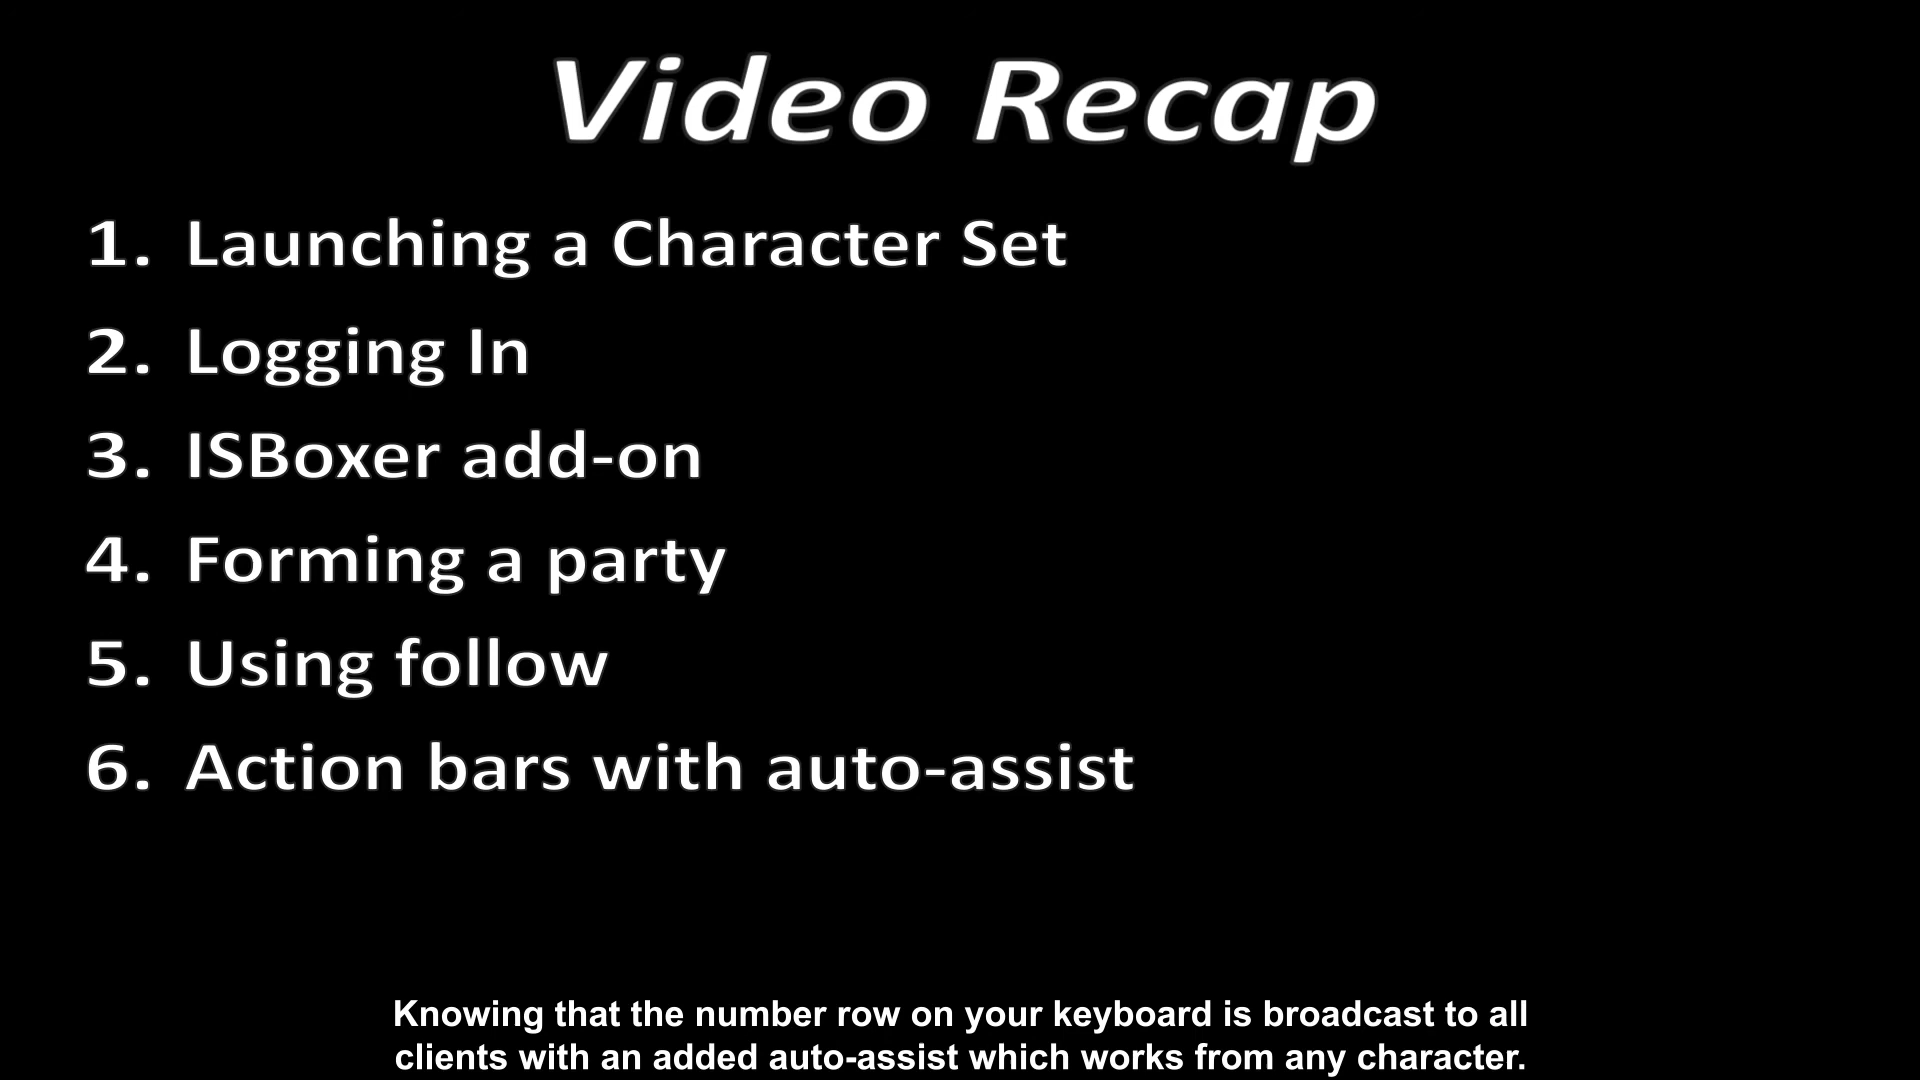 Video Recap
1. Launching a Character Set
2. Logging In
3. ISBoxer add-on
4. Forming a party
5. Using follow
6. Action bars with auto-assist
Knowing that the number row on your keyboard is broadcast to all
clients with an added auto-assist which works from any character.